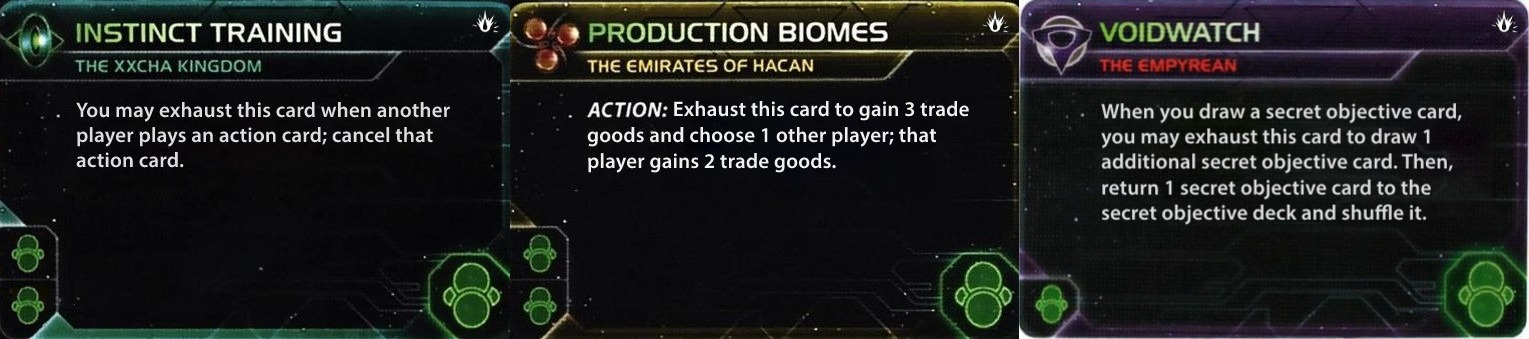 INSTINCT TRAINING
THE XXCHA KINGDOM
You may exhaust this card when another
player plays an action card; cancel that
action card.
PRODUCTION BIOMES
THE EMIRATES OF HACAN
ACTION: Exhaust this card to gain 3 trade
goods and choose 1 other player; that
player gains 2 trade goods.
VOIDWATCH
THE EMPYREAN
When you draw a secret objective card,
you may exhaust this card to draw 1
additional secret objective card. Then,
return 1 secret objective card to the
secret objective deck and shuffle it.